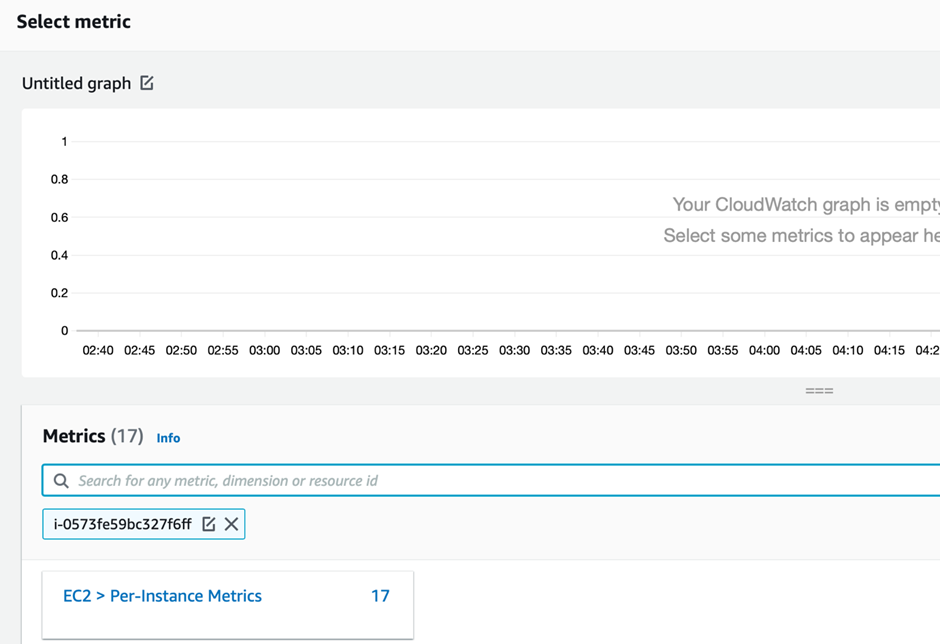 Select metric
Untitled graph
1
0.8
Your CloudWatch graph is empty
0.6
Select some metrics to appear he
0.4
0.2
0
02:40 02:45 02:50 02:55 03:00 03:05 03:10 03:15 03:20 03:25 03:30 03:35 03:40 03:45 03:50 03:55 04:00 04:05 04:10 04:15 04:2
Metrics (17) Info
Search for any metric, dimension or resource id
i-0573fe59bc327f6ff
EC2 > Per-Instance Metrics 17